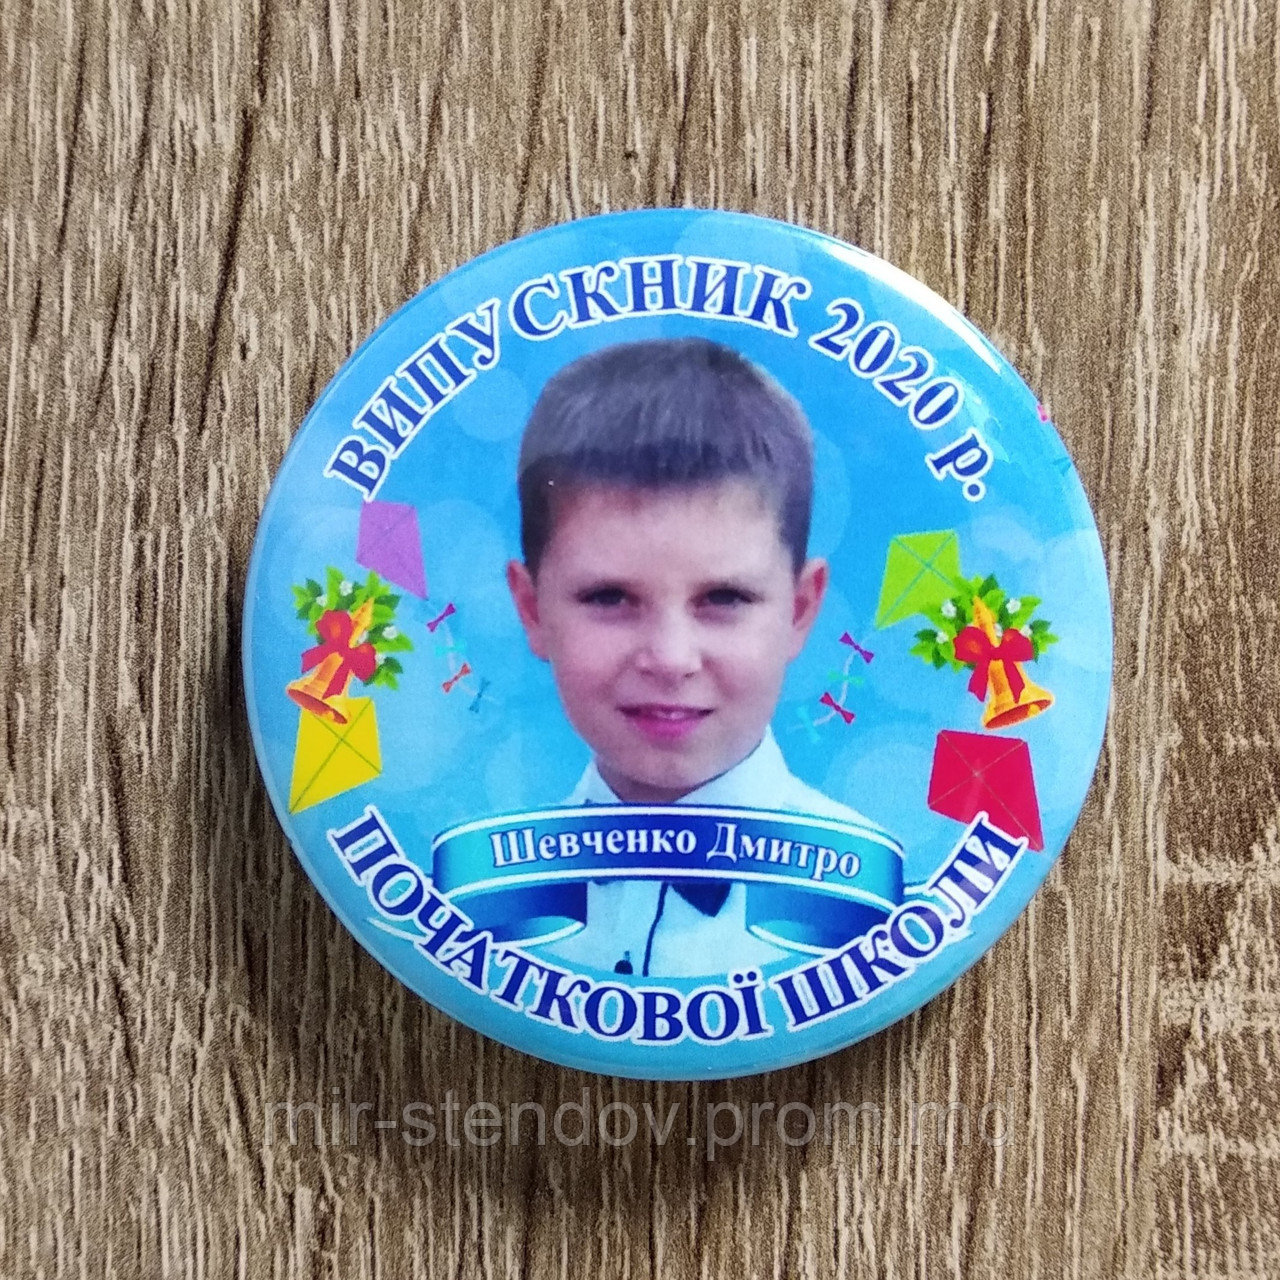 ВИПУСКНИК 2020 р.
Шевченко Дмитро
ПОЧАТКОВОЇ ШКОЛИ
mir-stendov.prom.md